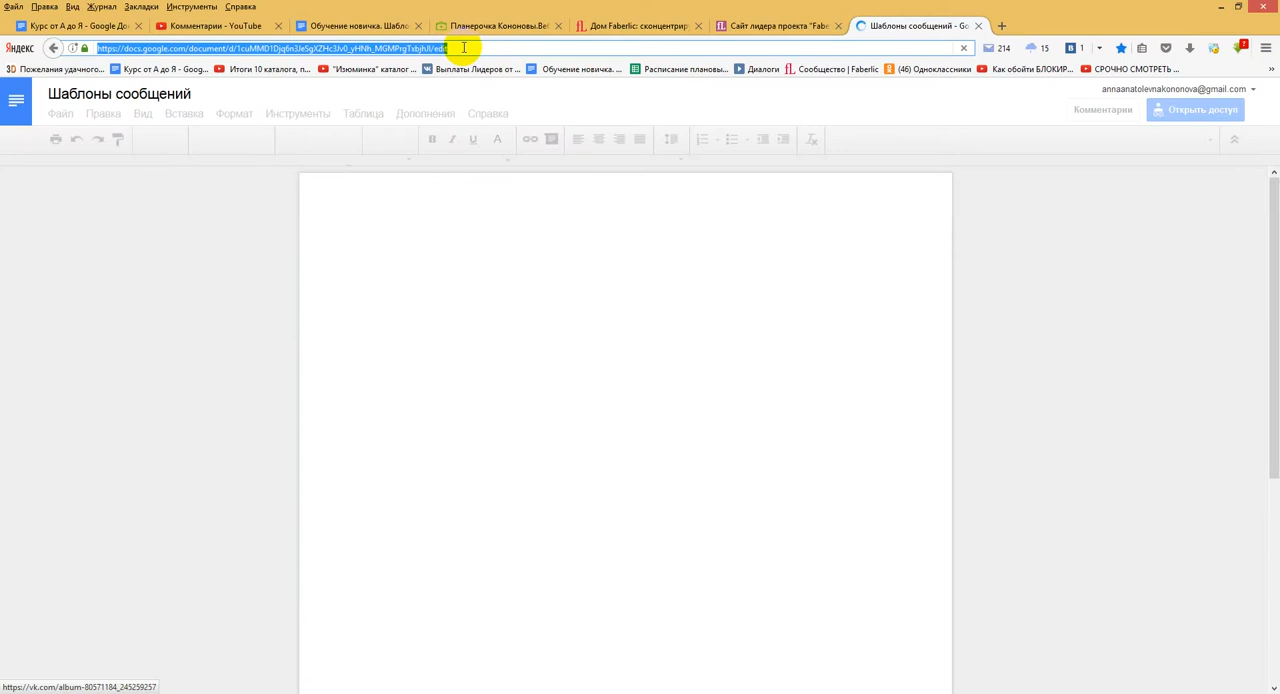 Файл Правка Вид Журнал Закладки Инструменты Справка
Курс от А до Я - Google До Комментарии - YouTube Обучение новичка. Шабло Планерочка Кононовы.Ве Дом Faberlic: сконцентрир Сайт лидера проекта "Fabe Шаблоны сообщений - Go
Яндекс 214 15 1
3D Пожелания удачного... Курс от А до Я - Goog... Итоги 10 каталога, п... "Изюминка" каталог ... Выплаты Лидеров от ... Обучение новичка. ... Расписание плановы... Диалоги Сообщество | Faberlic (46) Одноклассники Как обойти БЛОКИР... СРОЧНО СМОТРЕТЬ ...
Шаблоны сообщений
annaanatolevnakononova@gmail.com
Файл Правка Вид Вставка Формат Инструменты Таблица Дополнения Справка
Комментарии Открыть доступ
https://vk.com/album-80571184_245259257